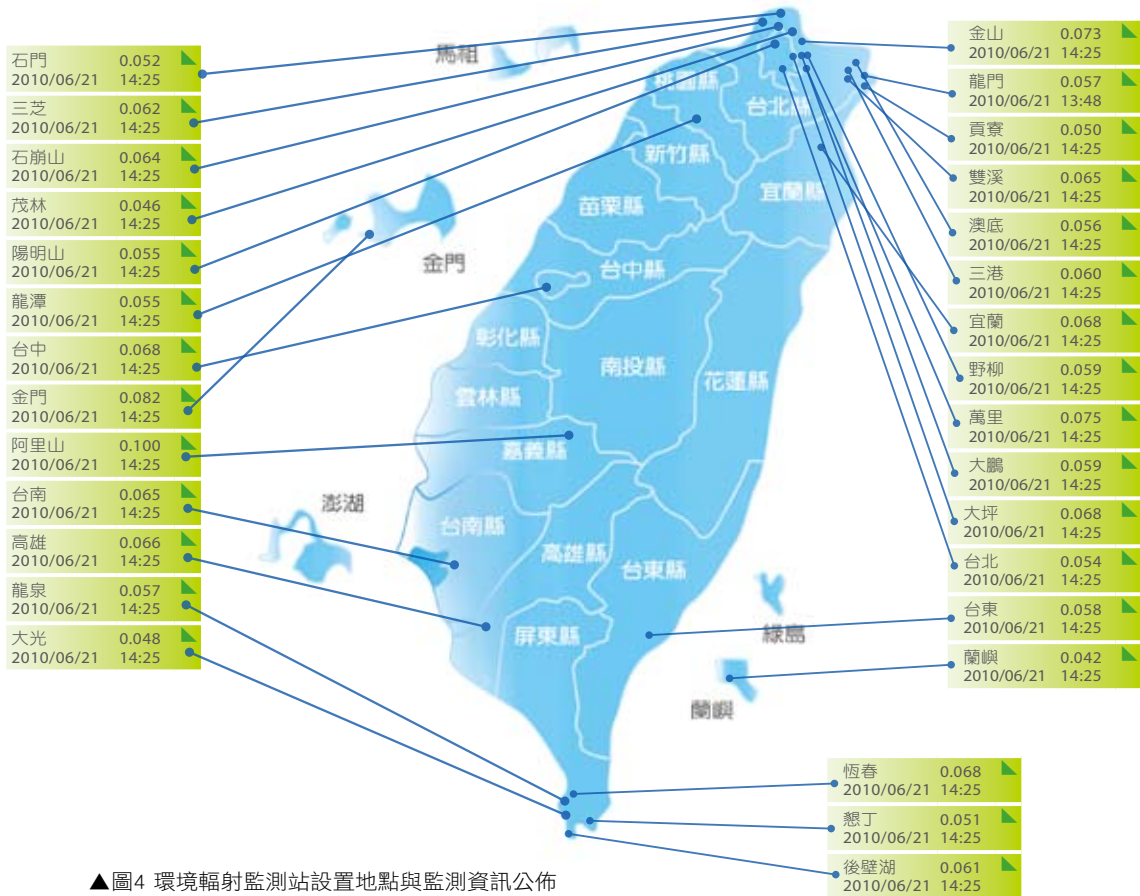 石門 0.052
2010/06/21 14:25
三芝 0.062
2010/06/21 14:25
石崩山 0.064
2010/06/21 14:25
茂林 0.046
2010/06/21 14:25
陽明山 0.055
2010/06/21 14:25
龍潭 0.055
2010/06/21 14:25
台中 0.068
2010/06/21 14:25
金門 0.082
2010/06/21 14:25
阿里山 0.100
2010/06/21 14:25
台南 0.065
2010/06/21 14:25
高雄 0.066
2010/06/21 14:25
龍泉 0.057
2010/06/21 14:25
大光 0.048
2010/06/21 14:25
馬祖
桃園縣
台北縣
新竹縣
宜蘭縣
苗栗縣
金門
台中縣
彰化縣
南投縣
花蓮縣
雲林縣
嘉義縣
澎湖
台南縣
高雄縣
台東縣
綠島
屏東縣
蘭嶼
金山 0.073
2010/06/21 14:25
龍門 0.057
2010/06/21 13:48
貢寮 0.050
2010/06/21 14:25
雙溪 0.065
2010/06/21 14:25
澳底 0.056
2010/06/21 14:25
三港 0.060
2010/06/21 14:25
宜蘭 0.068
2010/06/21 14:25
野柳 0.059
2010/06/21 14:25
萬里 0.075
2010/06/21 14:25
大鵬 0.059
2010/06/21 14:25
大坪 0.068
2010/06/21 14:25
台北 0.054
2010/06/21 14:25
台東 0.058
2010/06/21 14:25
蘭嶼 0.042
2010/06/21 14:25
恆春 0.068
2010/06/21 14:25
懇丁 0.051
2010/06/21 14:25
後壁湖 0.061
2010/06/21 14:25
▲圖4 環境輻射監測站設置地點與監測資訊公佈